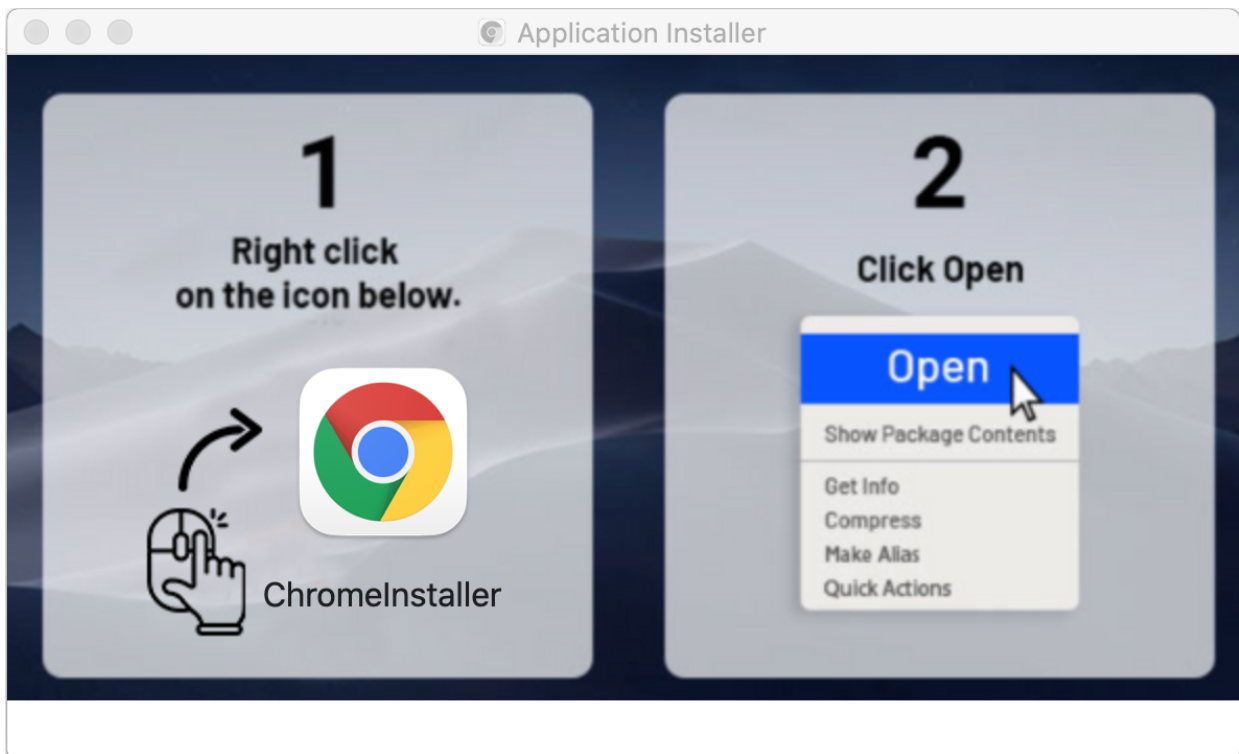 Application Installer
1
Right click
on the icon below.
ChromeInstaller
2
Click Open
Open
Show Package Contents
Get Info
Compress
Make Alias
Quick Actions